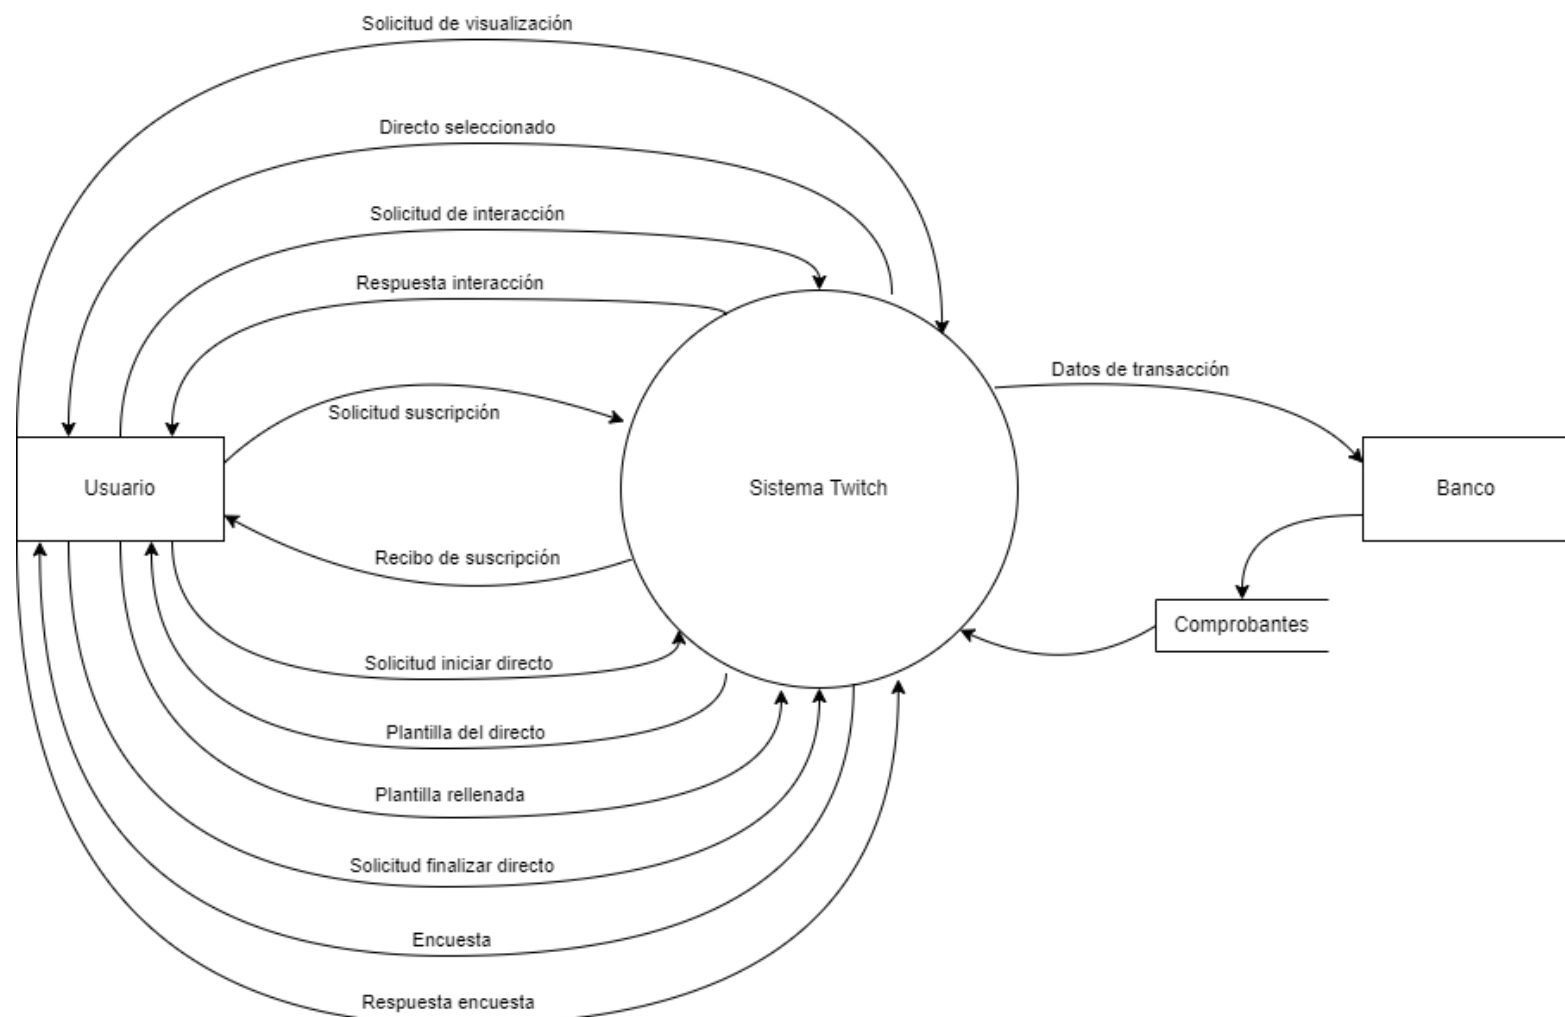 Solicitud de visualización
Directo seleccionado
Solicitud de interacción
Respuesta interacción
Datos de transacción
Solicitud suscripción
Usuario
Sistema Twitch
Banco
Recibo de suscripción
Comprobantes
Solicitud iniciar directo
Plantilla del directo
Plantilla rellenada
Solicitud finalizar directo
Encuesta
Respuesta encuesta